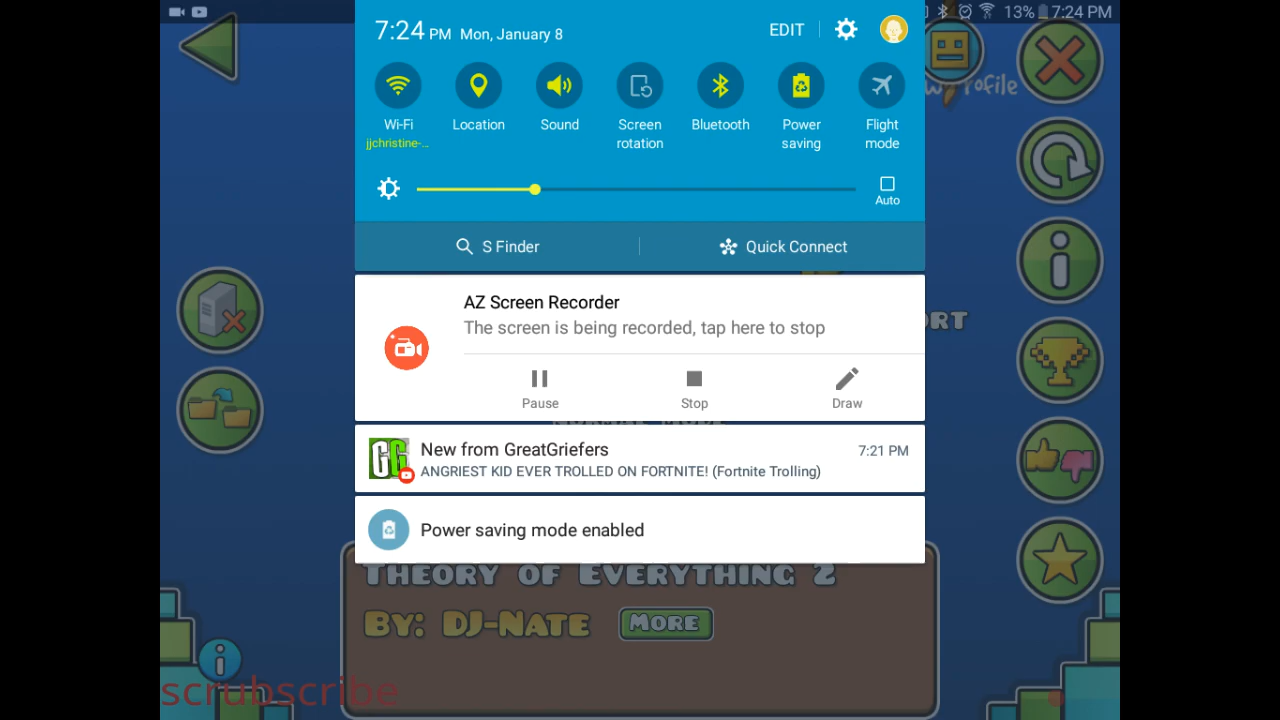 13% 7:24 PM
7:24 PM Mon, January 8
EDIT
Wi-Fi
jjchristine-..
Location
Sound
Screen
rotation
Bluetooth
Power
saving
Flight
mode
Auto
S Finder
Quick Connect
AZ Screen Recorder
The screen is being recorded, tap here to stop
Pause
Stop
Draw
GG
New from GreatGriefers
7:21 PM
ANGRIEST KID EVER TROLLED ON FORTNITE! (Fortnite Trolling)
Power saving mode enabled
THEORY OF EVERYTHING 2
BY: DJ-NATE
MORE
scrubscribe